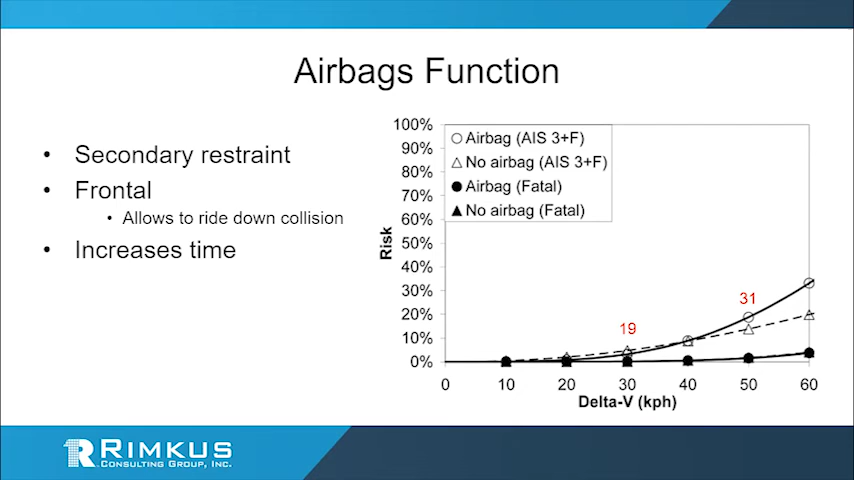 Airbags Function
• Secondary restraint
• Frontal
• Allows to ride down collision
• Increases time
100%
90%
80%
70%
60%
50%
40%
30%
20%
10%
0%
Risk
Airbag (AIS 3+F)
No airbag (AIS 3+F)
Airbag (Fatal)
No airbag (Fatal)
19
31
0 10 20 30 40 50 60
Delta-V (kph)
RIMKUS
CONSULTING GROUP, INC.